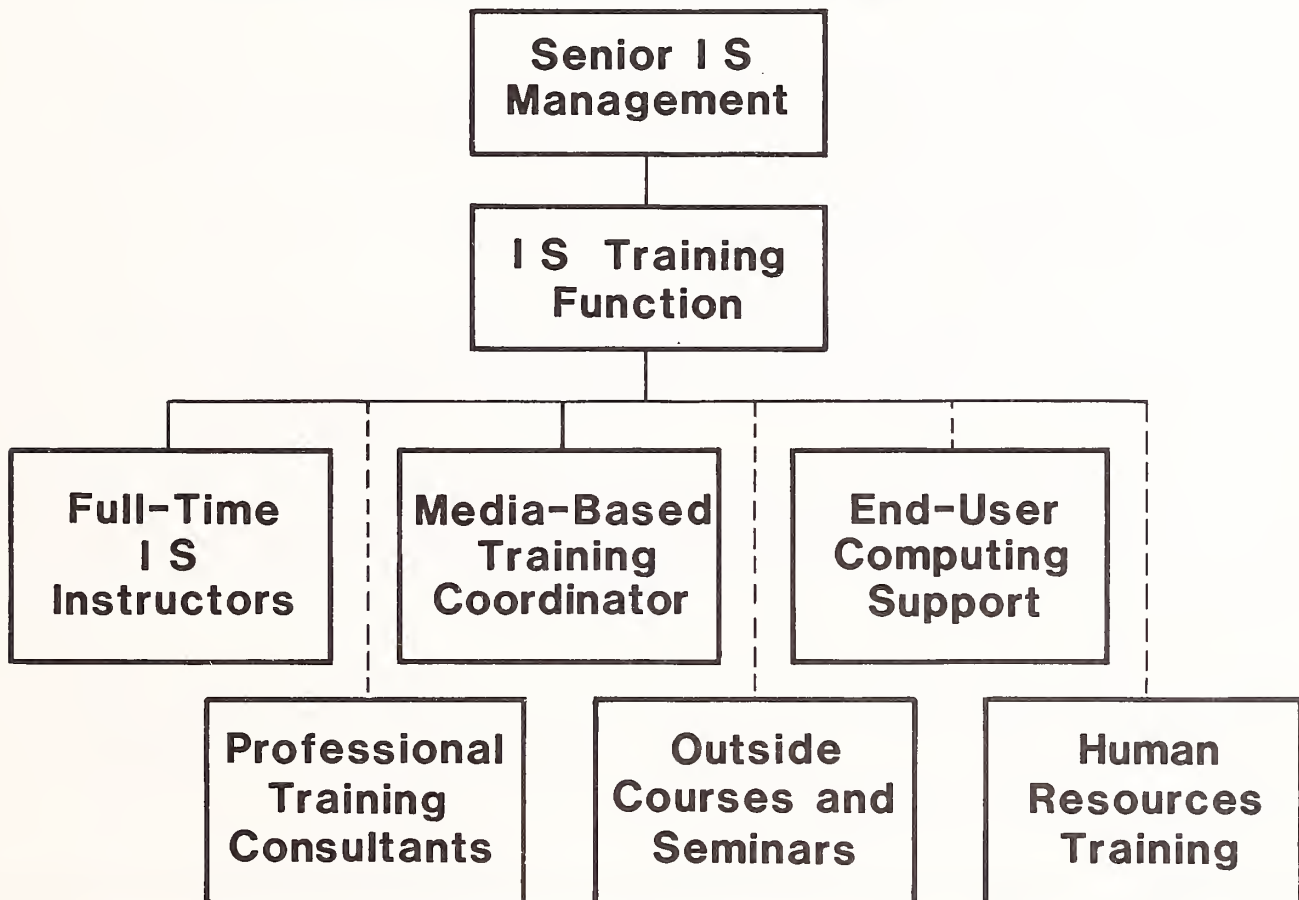 Senior I S
Management
I S Training
Function
Full-Time
I S
Instructors
Media-Based
Training
Coordinator
End-User
Computing
Support
Professional
Training
Consultants
Outside
Courses and
Seminars
Human
Resources
Training